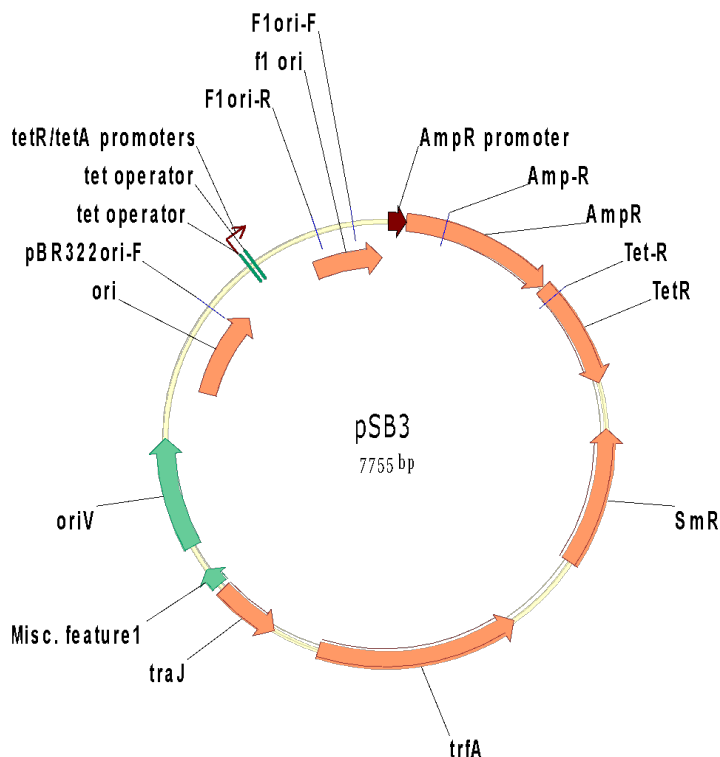 F1ori-F
f1 ori
F1ori-R
tetR/tetA promoters
tet operator
tet operator
pBR322ori-F
ori
AmpR promoter
Amp-R
AmpR
Tet-R
TetR
pSB3
7755 bp
oriV
SmR
Misc. feature1
traJ
trfA